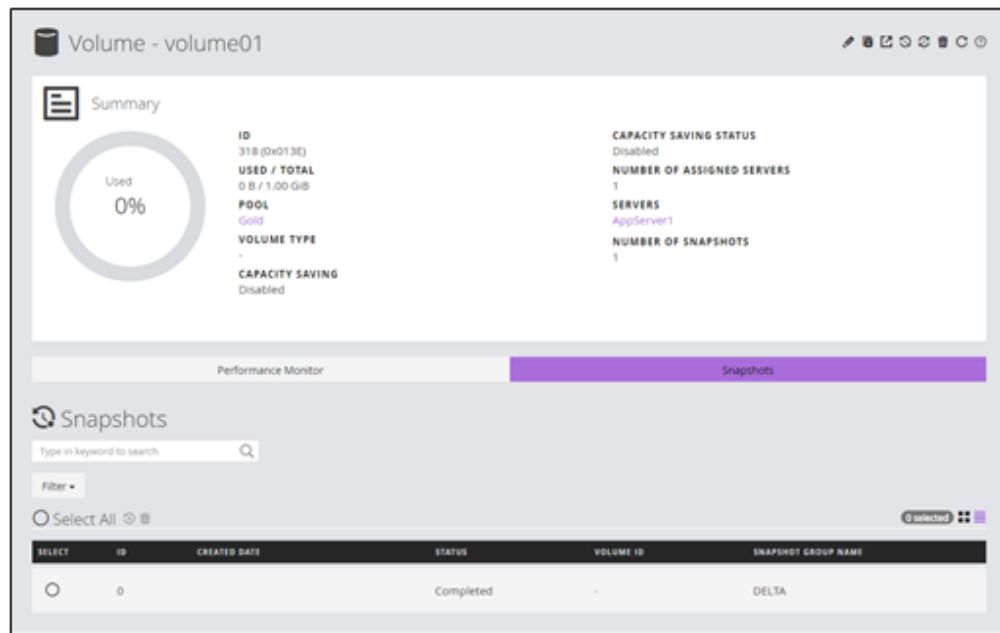 Volume - volume01
Summary
Used
0%
ID
318 (0x013E)
USED / TOTAL
0 B / 1.00 GiB
POOL
Gold
VOLUME TYPE
-
CAPACITY SAVING
Disabled
CAPACITY SAVING STATUS
Disabled
NUMBER OF ASSIGNED SERVERS
1
SERVERS
AppServer1
NUMBER OF SNAPSHOTS
1
Performance Monitor Snapshots
Snapshots
Type in keyword to search
Filter
Select All 0 selected
SELECT ID CREATED DATE STATUS VOLUME ID SNAPSHOT GROUP NAME
0 Completed - DELTA